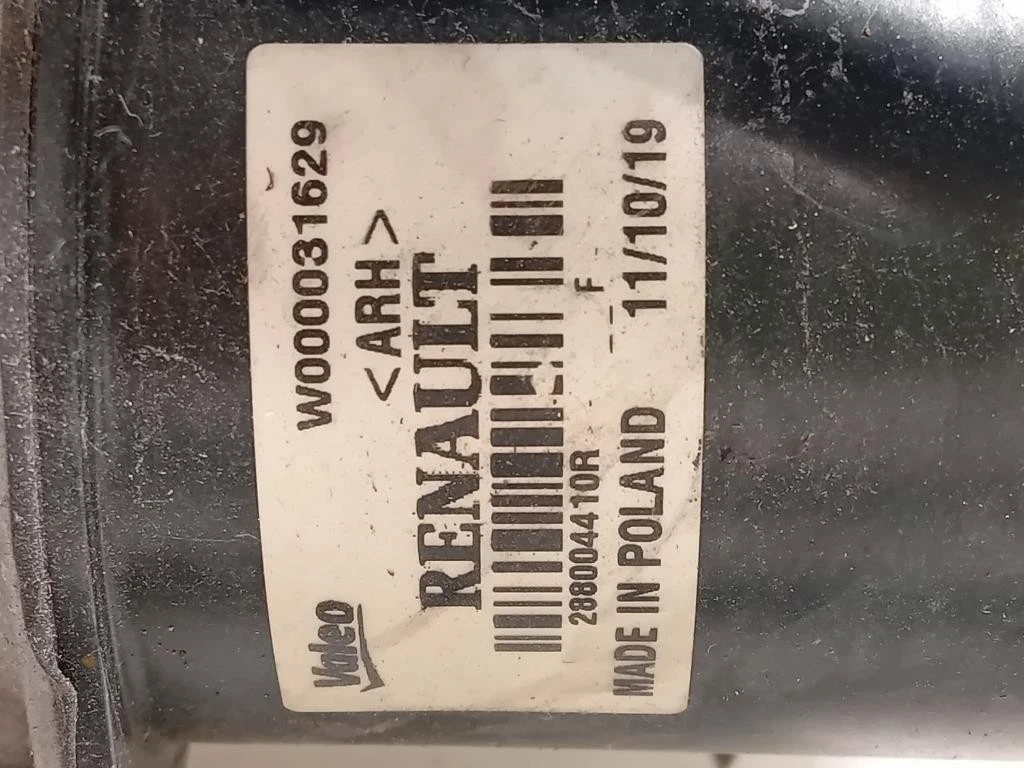 Valeo W000031629
<ARH>
RENAULT
288004410R _ _ F -
MADE IN POLAND 11/10/19